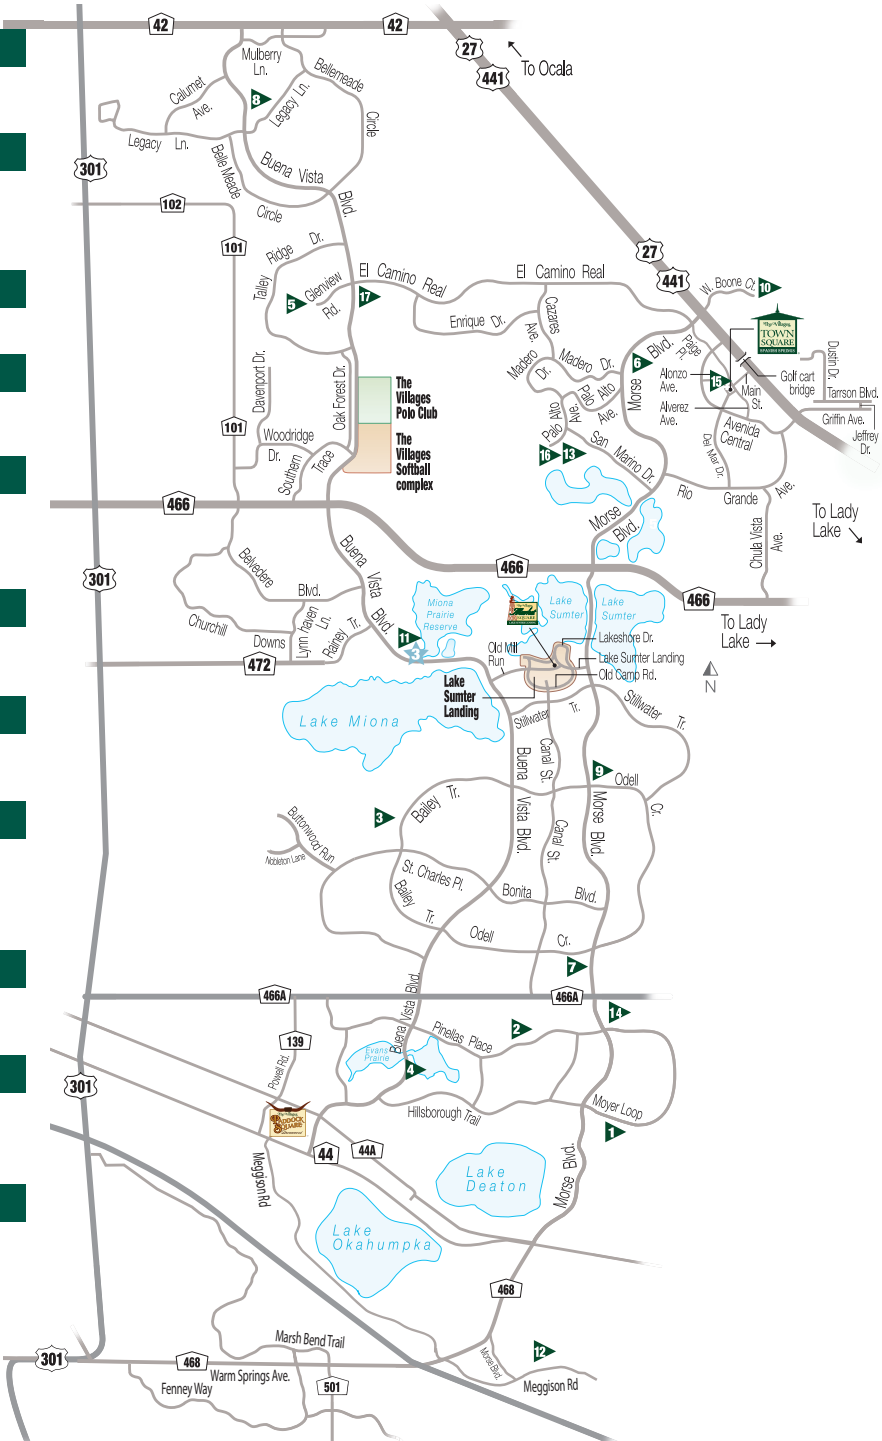 42
42
27
441
To Ocala
Mulberry
Ln.
Bellemeade
Circle
Calumet
Ave.
8
Legacy Ln.
Legacy Ln.
301
Belle Meade
Circle
Buena Vista
Blvd.
102
101
27
441
Talley
Ridge Dr.
5
Glenview
Rd.
17
El Camino Real
El Camino Real
W. Boone Ct.
10
The Villages
TOWN
SQUARE
SPANISH SPRINGS
Enrique Dr.
Cazares
Ave.
Madero
Dr.
Madero Dr.
6
Morse Blvd.
Paige
Pl.
Alonzo
Ave.
15
Main
St.
Golf cart
bridge
Dustin Dr.
Tarrson Blvd.
Griffin Ave.
Jeffrey
Dr.
Alverez
Ave.
Avenida
Central
Del Mar Dr.
Davenport Dr.
Oak Forest Dr.
The
Villages
Polo Club
The
Villages
Softball
complex
Palo Alto
Ave.
Palo Alto
Ave.
101
Woodridge
Dr.
Southern
Trace
16
13
San Marino Dr.
Rio Grande
Ave.
466
Morse
Blvd.
Chula Vista
Ave.
To Lady
Lake
301
466
466
To Lady
Lake
N
Belvedere
Blvd.
Buena Vista
Blvd.
Churchill
Downs
Lynn haven
Ln.
Rainey Tr.
472
11
3
Miona
Prairie
Reserve
Lake
Sumter
Lake
Sumter
Old Mill
Run
Lakeshore Dr.
Lake Sumter Landing
Old Camp Rd.
Lake
Sumter
Landing
Lake Miona
Stillwater Tr.
Stillwater Tr.
Buena
Vista Blvd.
Canal St.
Canal St.
9
Odell
Cr.
Morse Blvd.
3
Bailey Tr.
Buttonwood Run
Nobleton Lane
St. Charles Pl.
Bailey
Tr.
Bonita Blvd.
Odell Cr.
7
466A
466A
14
Buena Vista Blvd.
139
Powell Rd.
Pinellas Place
2
Evans
Prairie
4
301
The Villages
PADDOCK
SQUARE
Hillsborough Trail
Moyer Loop
1
44
44A
Meggison Rd
Morse Blvd.
Lake
Deaton
Lake
Okahumpka
468
Morse Blvd.
12
Meggison Rd
301
468
Marsh Bend Trail
Warm Springs Ave.
Fenney Way
501